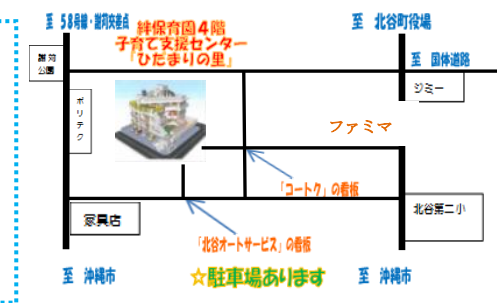 至 58号線・謝苅交差点
絆保育園4階
子育て支援センター
「ひだまりの里」
至 北谷町役場
至 国体道路
謝苅
公園
ポリテク
ジミー
ファミマ
「コートク」の看板
北谷第二小
家具店
「北谷オートサービス」の看板
至 沖縄市
☆駐車場あります
至 沖縄市